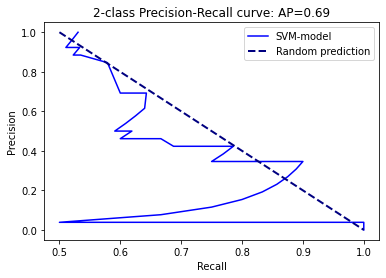 2-class Precision-Recall curve: AP=0.69
SVM-model
Random prediction
Precision
1.0
0.8
0.6
0.4
0.2
0.0
0.5 0.6 0.7 0.8 0.9 1.0
Recall